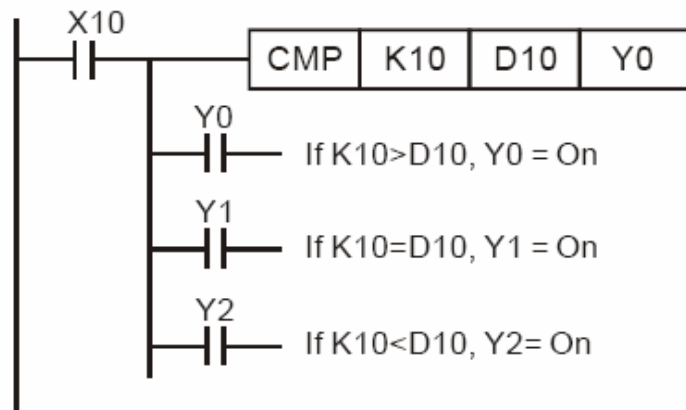 X10
CMP K10 D10 Y0
Y0
If K10>D10, Y0 = On
Y1
If K10=D10, Y1 = On
Y2
If K10<D10, Y2= On